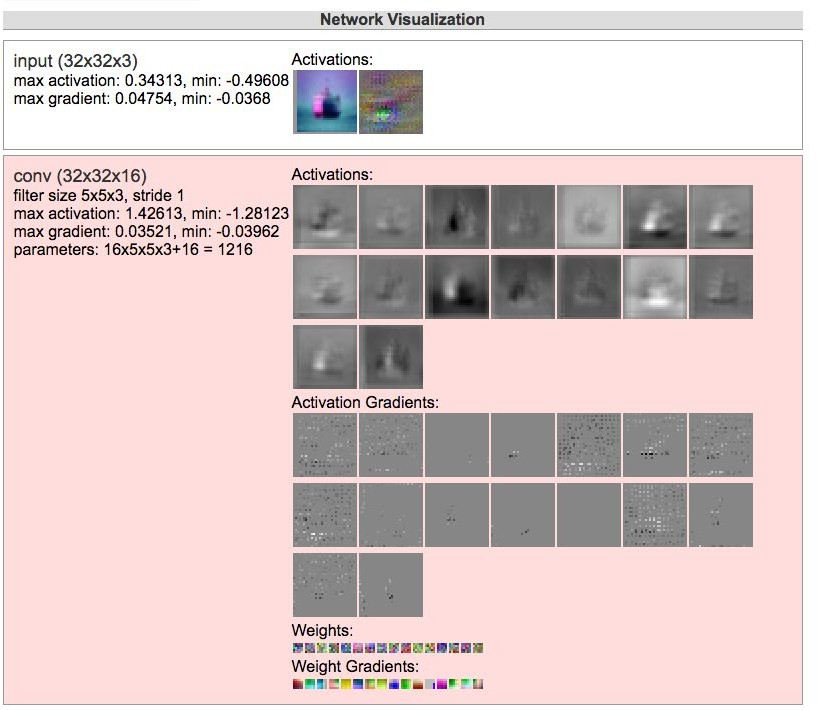 Network Visualization
input (32x32x3)
max activation: 0.34313, min: -0.49608
max gradient: 0.04754, min: -0.0368
Activations:
conv (32x32x16)
filter size 5x5x3, stride 1
max activation: 1.42613, min: -1.28123
max gradient: 0.03521, min: -0.03962
parameters: 16x5x5x3+16 = 1216
Activations:
Activation Gradients:
Weights:
Weight Gradients: